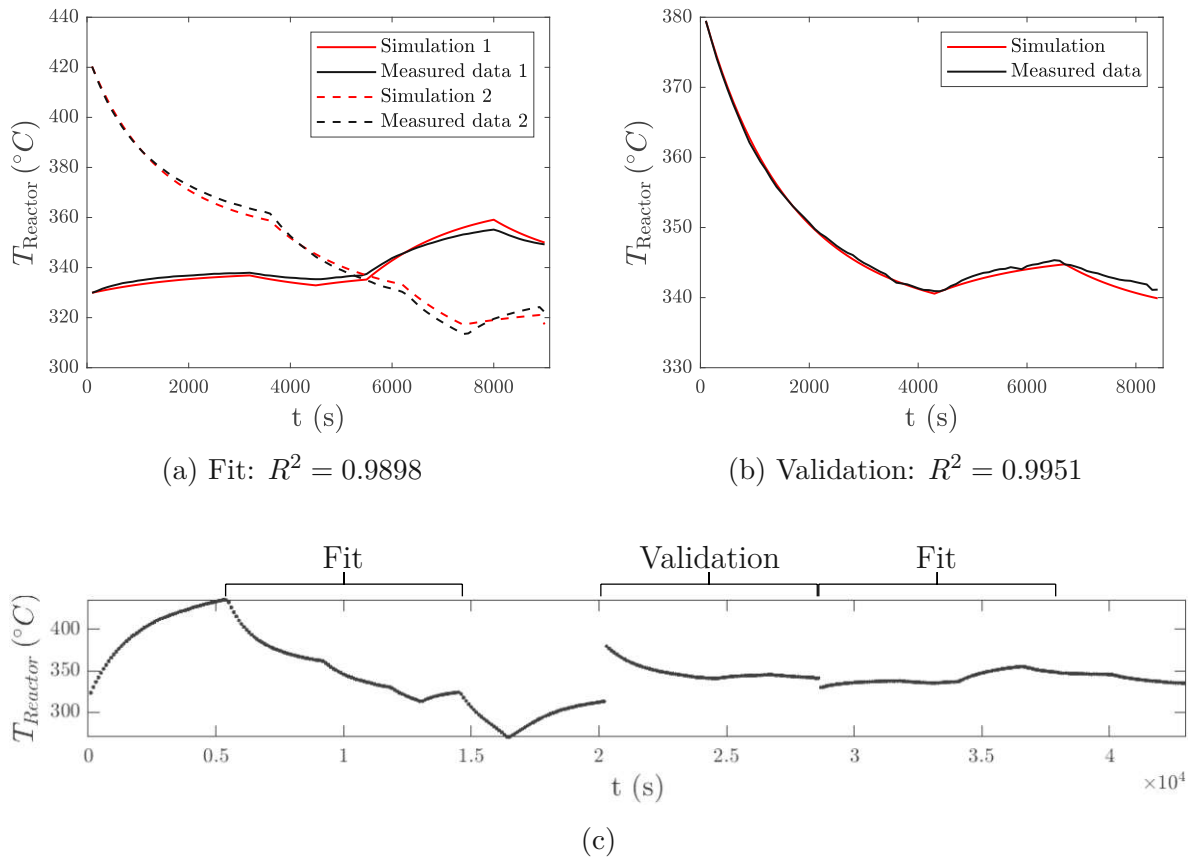 440
420
400
380
360
340
320
300
T_Reactor (°C)
0 2000 4000 6000 8000
t (s)
Simulation 1
Measured data 1
Simulation 2
Measured data 2
(a) Fit: R² = 0.9898
380
370
360
350
340
330
T_Reactor (°C)
0 2000 4000 6000 8000
t (s)
Simulation
Measured data
(b) Validation: R² = 0.9951
Fit Validation Fit
400
350
300
T_Reactor (°C)
0 0.5 1 1.5 2 2.5 3 3.5 4
×10⁴
t (s)
(c)